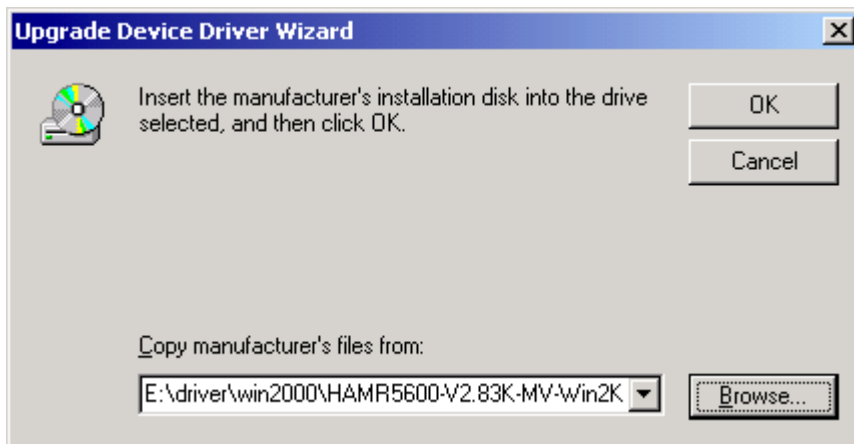 Upgrade Device Driver Wizard
Insert the manufacturer's installation disk into the drive
selected, and then click OK.
OK
Cancel
Copy manufacturer's files from:
E:\driver\win2000\HAMR5600-V2.83K-MV-Win2K
Browse...